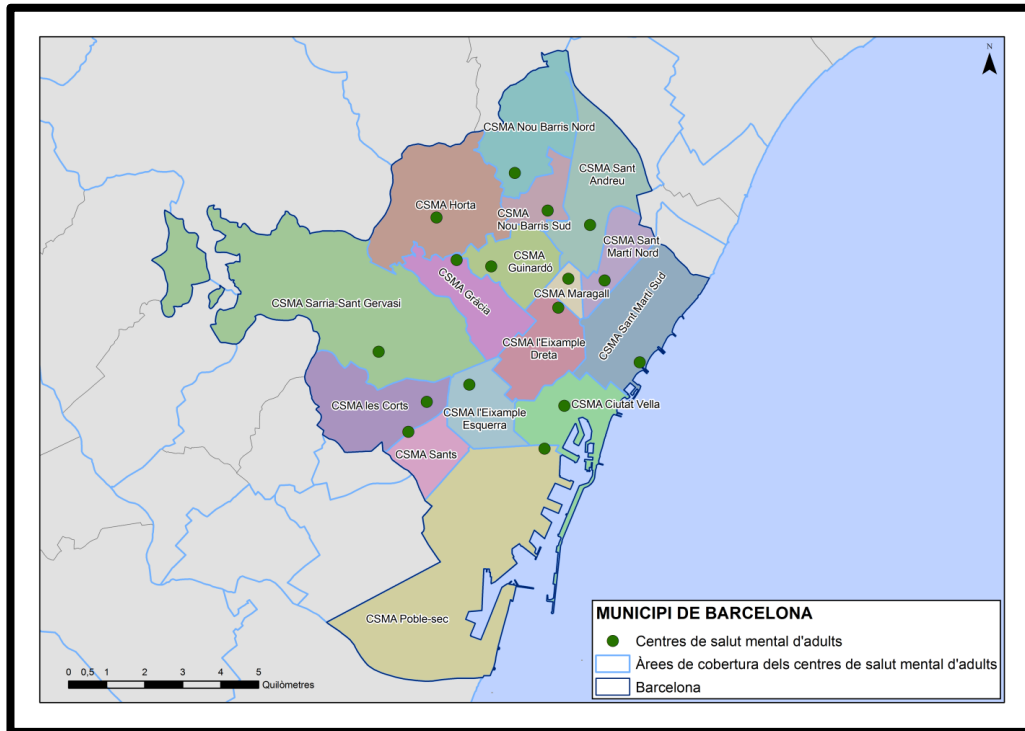 N
CSMA Nou Barris Nord
CSMA Sant
Andreu
CSMA Horta
CSMA
Nou Barris Sud
CSMA Sant
Martí Nord
CSMA
Guinardó
CSMA Gràcia
CSMA Maragall
CSMA Sarria-Sant Gervasi
CSMA Sant Martí Sud
CSMA l'Eixample
Dreta
CSMA les Corts
CSMA l'Eixample
Esquerra
CSMA Ciutat Vella
CSMA Sants
CSMA Poble-sec
MUNICIPI DE BARCELONA
Centres de salut mental d'adults
Àrees de cobertura dels centres de salut mental d'adults
Barcelona
0 0,5 1 2 3 4 5
Quilòmetres